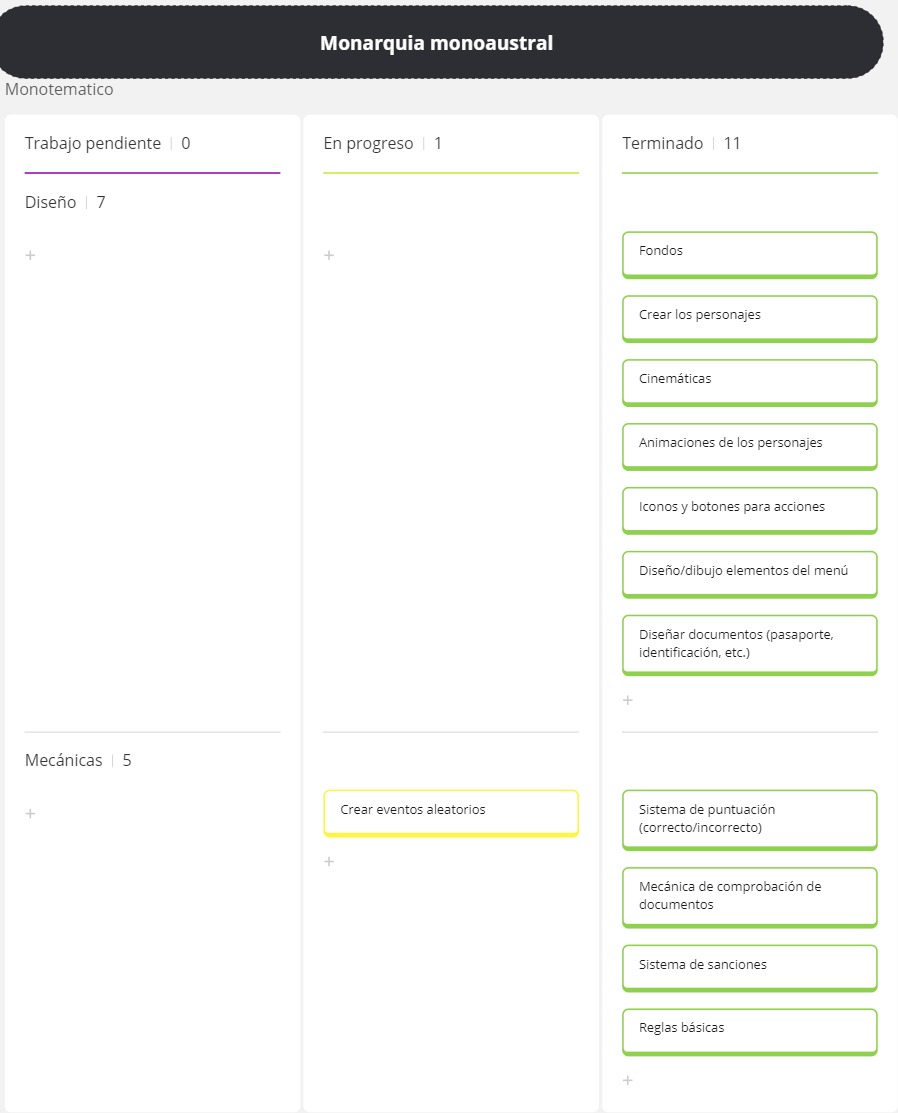 Monarquia monoaustral
Monotematico
Trabajo pendiente | 0
En progreso | 1
Terminado | 11
Diseño | 7
+
+
Fondos
Crear los personajes
Cinemáticas
Animaciones de los personajes
Iconos y botones para acciones
Diseño/dibujo elementos del menú
Diseñar documentos (pasaporte,
identificación, etc.)
+
Mecánicas | 5
+
Crear eventos aleatorios
+
Sistema de puntuación
(correcto/incorrecto)
Mecánica de comprobación de
documentos
Sistema de sanciones
Reglas básicas
+